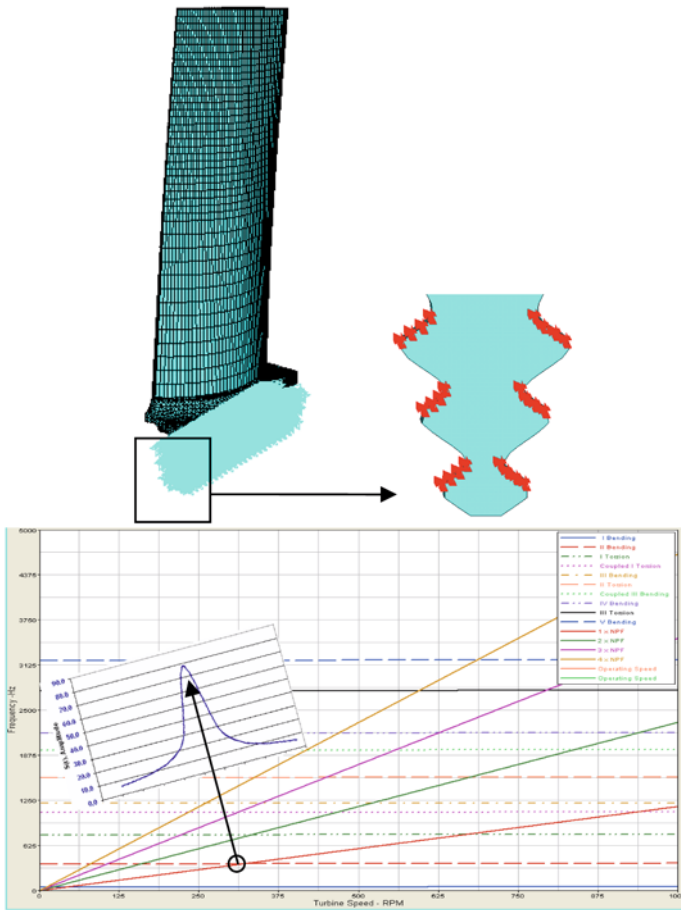 5000
4375
3750
3125
2500
1875
1250
625
0
Frequency -Hz
I Bending
II Bending
I Torsion
Coupled I Torsion
III Bending
II Torsion
Coupled III Bending
IV Bending
III Torsion
V Bending
1 x NPF
2 x NPF
3 x NPF
4 x NPF
Operating Speed
Operating Speed
90.0
80.0
70.0
60.0
50.0
40.0
30.0
20.0
10.0
0.0
Amplitude
0
125
250
375
500
625
750
875
Turbine Speed - RPM